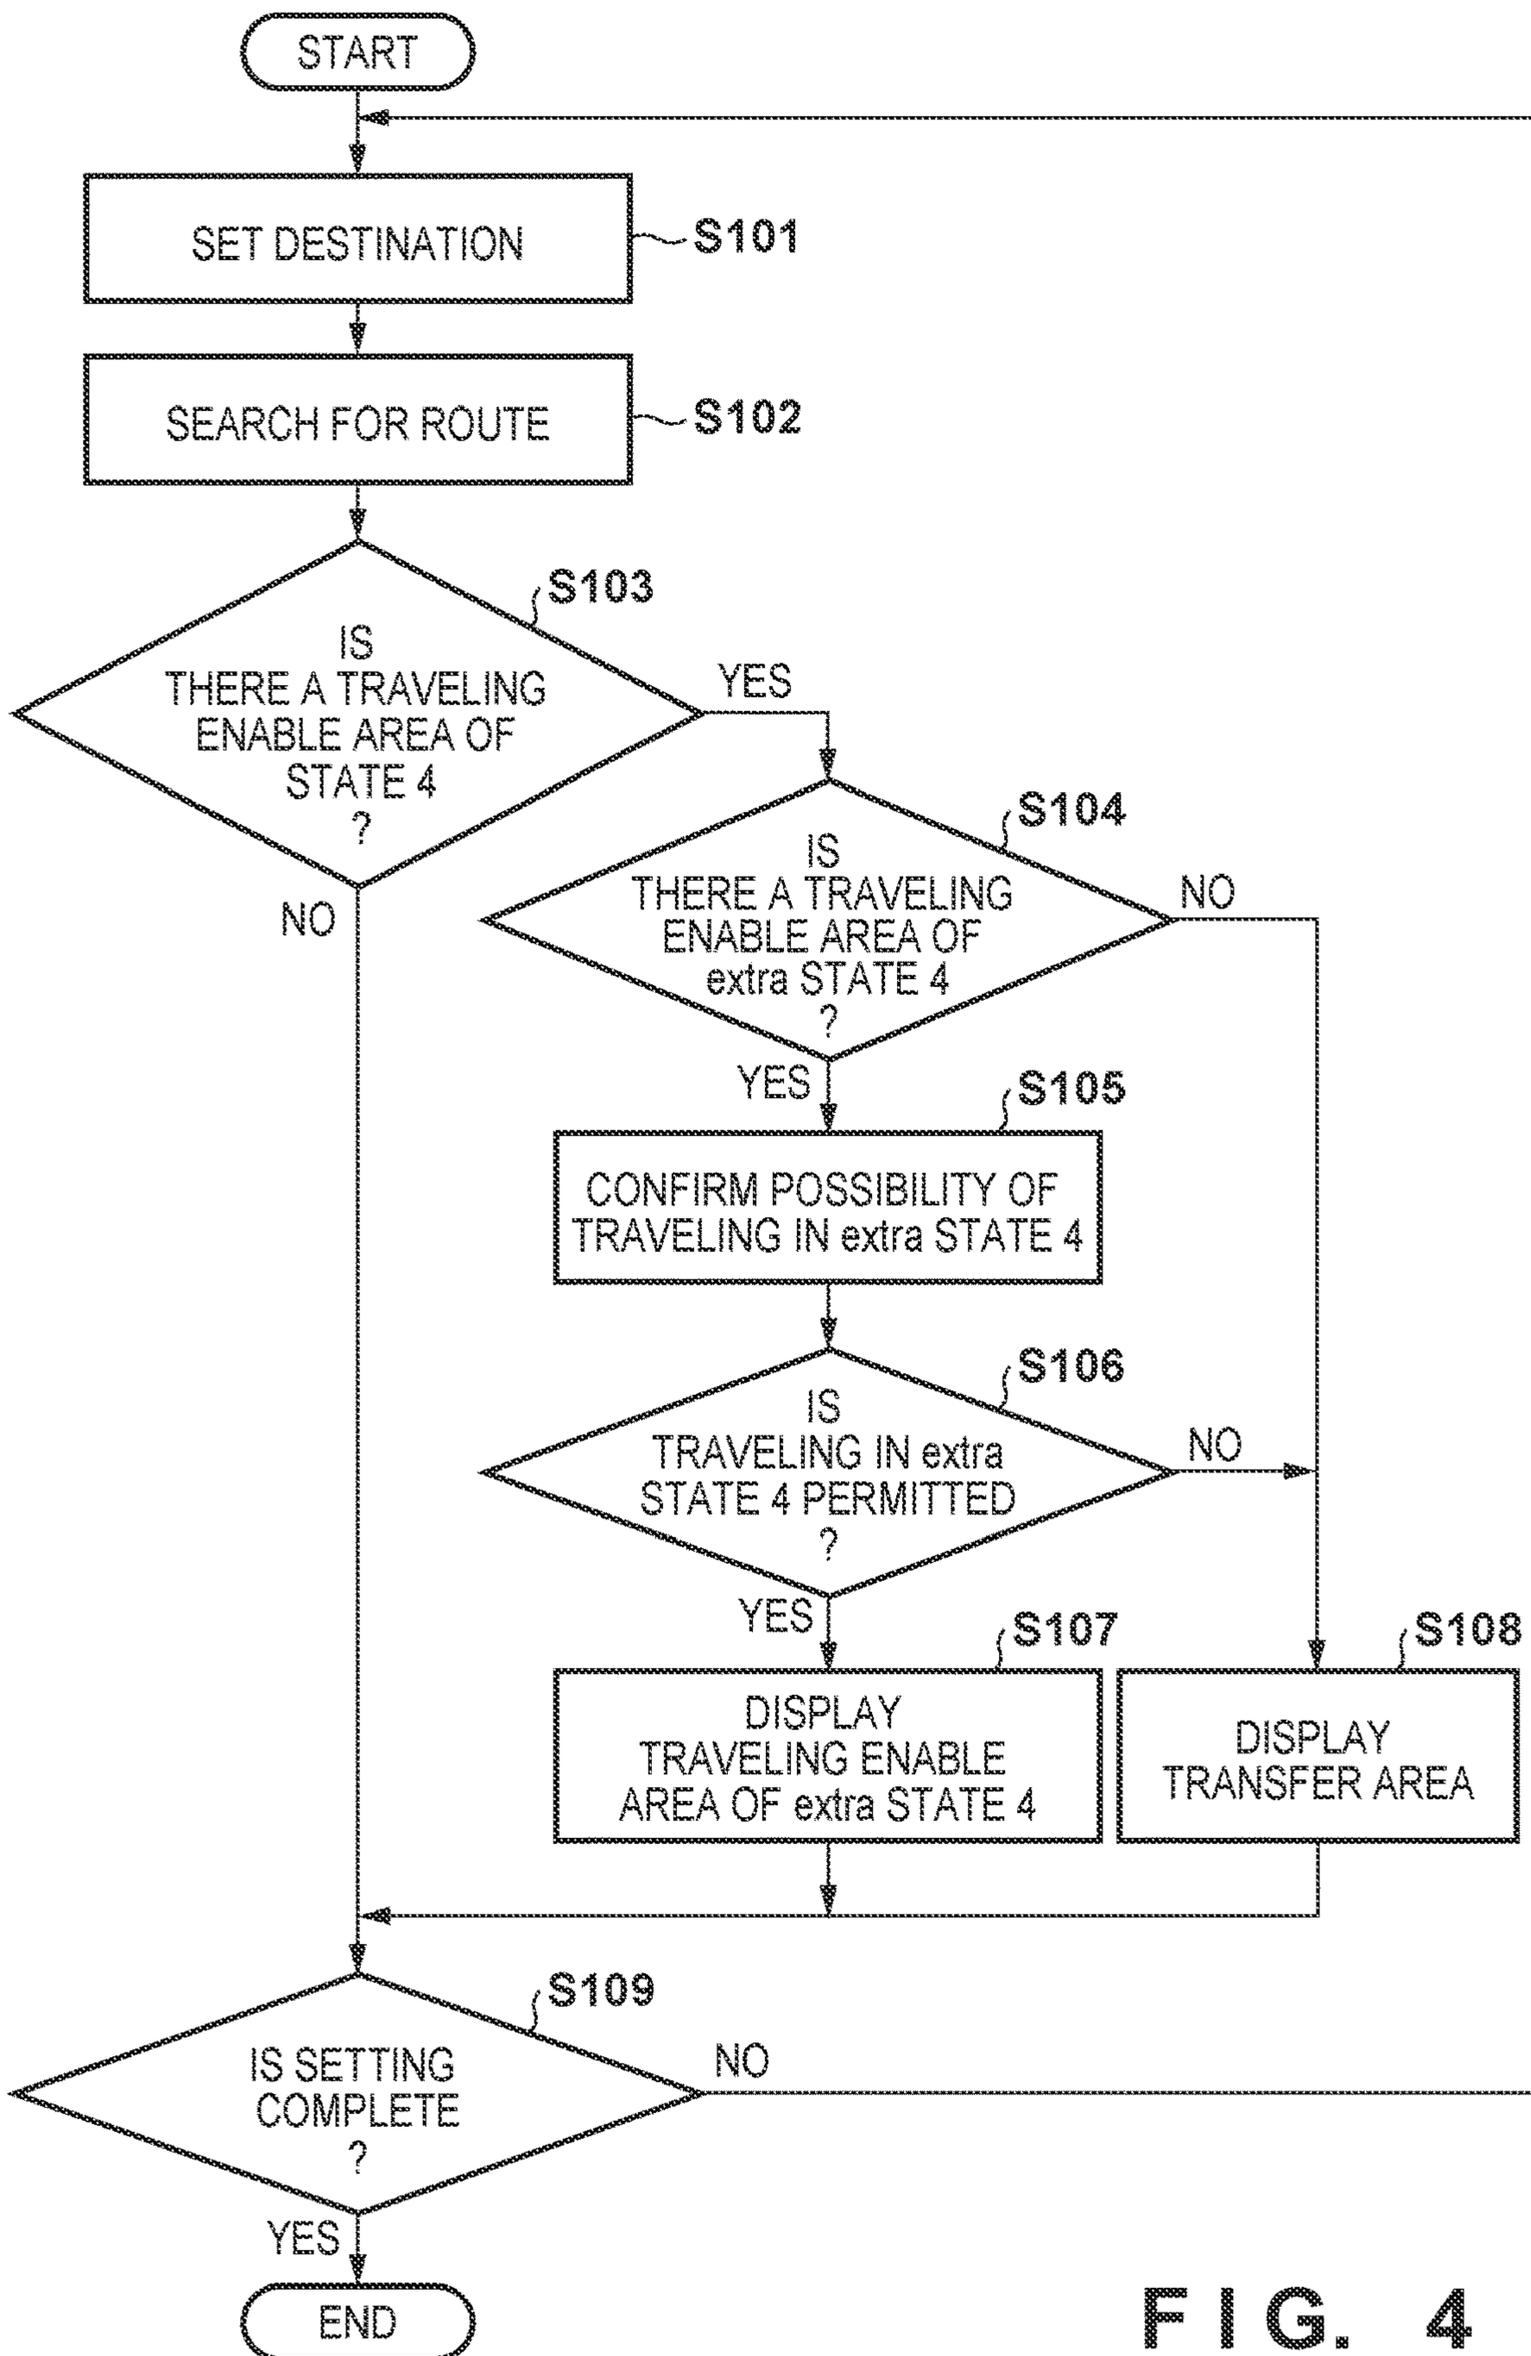 START
SET DESTINATION
S101
SEARCH FOR ROUTE
S102
S103
IS
THERE A TRAVELING
ENABLE AREA OF
STATE 4
?
YES
NO
S104
IS
THERE A TRAVELING
ENABLE AREA OF
extra STATE 4
?
NO
YES
S105
CONFIRM POSSIBILITY OF
TRAVELING IN extra STATE 4
S106
IS
TRAVELING IN extra
STATE 4 PERMITTED
?
NO
YES
S107
DISPLAY
TRAVELING ENABLE
AREA OF extra STATE 4
S108
DISPLAY
TRANSFER AREA
S109
IS SETTING
COMPLETE
?
NO
YES
END
FIG. 4